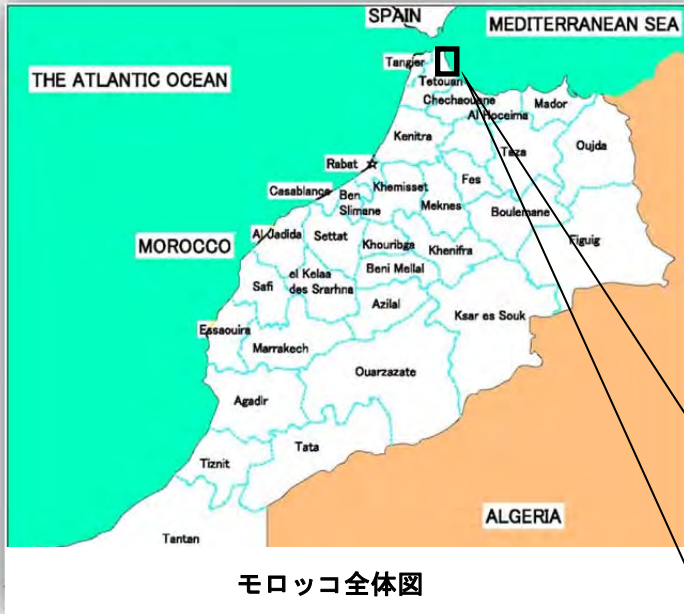 SPAIN
MEDITERRANEAN SEA
THE ATLANTIC OCEAN
Tangier
Tetouan
Chechaouane
Mador
Al Hoceima
Kenitra
Taza
Oujda
Rabat
Fes
Casablanca
Ben
Slimane
Khemisset
Meknes
Boulemane
Al Jadida
Settat
MOROCCO
Khouribga
Khenifra
Figuig
Beni Mellal
Safi
el Kelaa
des Srarhna
Azilal
Ksar es Souk
Essaouira
Marrakech
Ouarzazate
Agadir
Tata
Tiznit
ALGERIA
Tantan
モロッコ全体図